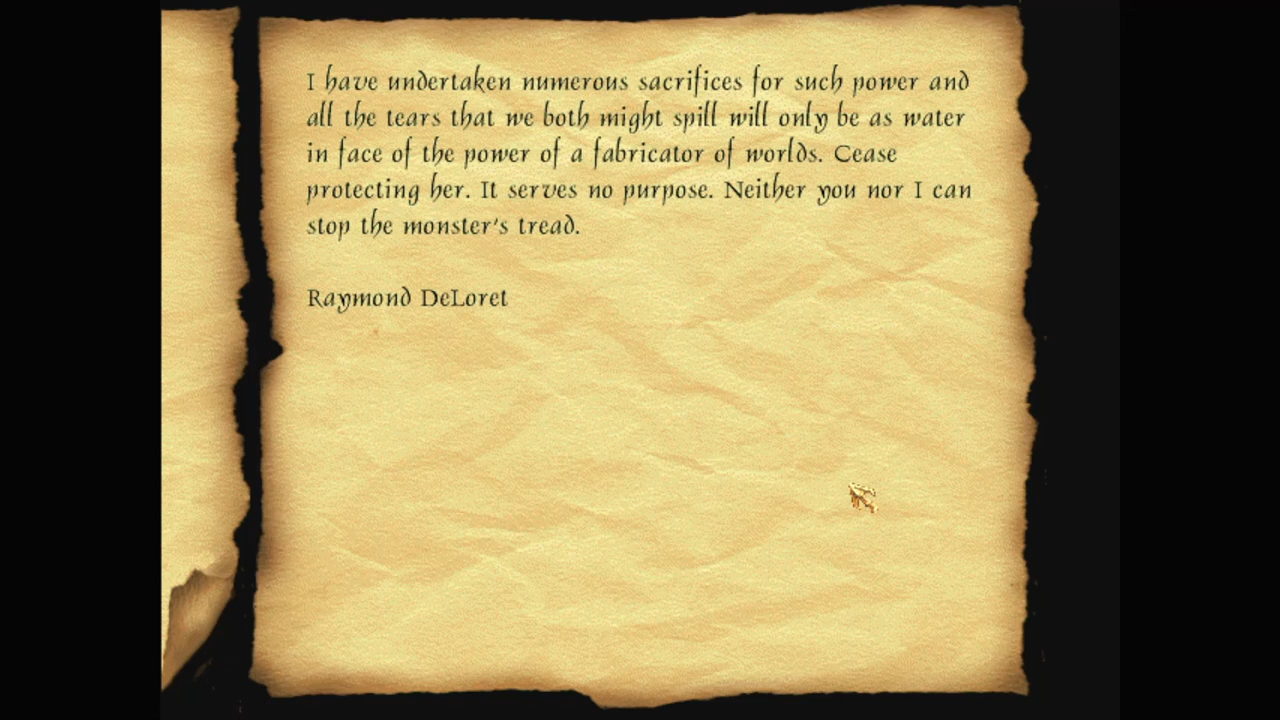 I have undertaken numerous sacrifices for such power and
all the tears that we both might spill will only be as water
in face of the power of a fabricator of worlds. Cease
protecting her. It serves no purpose. Neither you nor I can
stop the monster's tread.
Raymond DeLoret